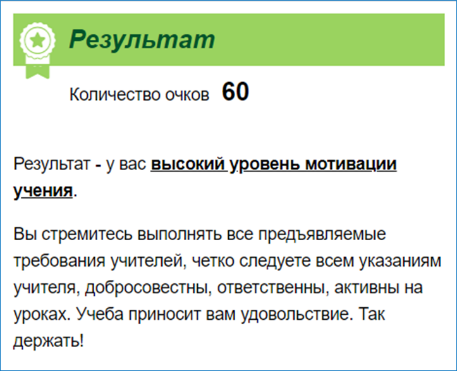 Результат
Количество очков 60
Результат - у вас высокий уровень мотивации
учения.
Вы стремитесь выполнять все предъявляемые
требования учителей, четко следуете всем указаниям
учителя, добросовестны, ответственны, активны на
уроках. Учеба приносит вам удовольствие. Так
держать!